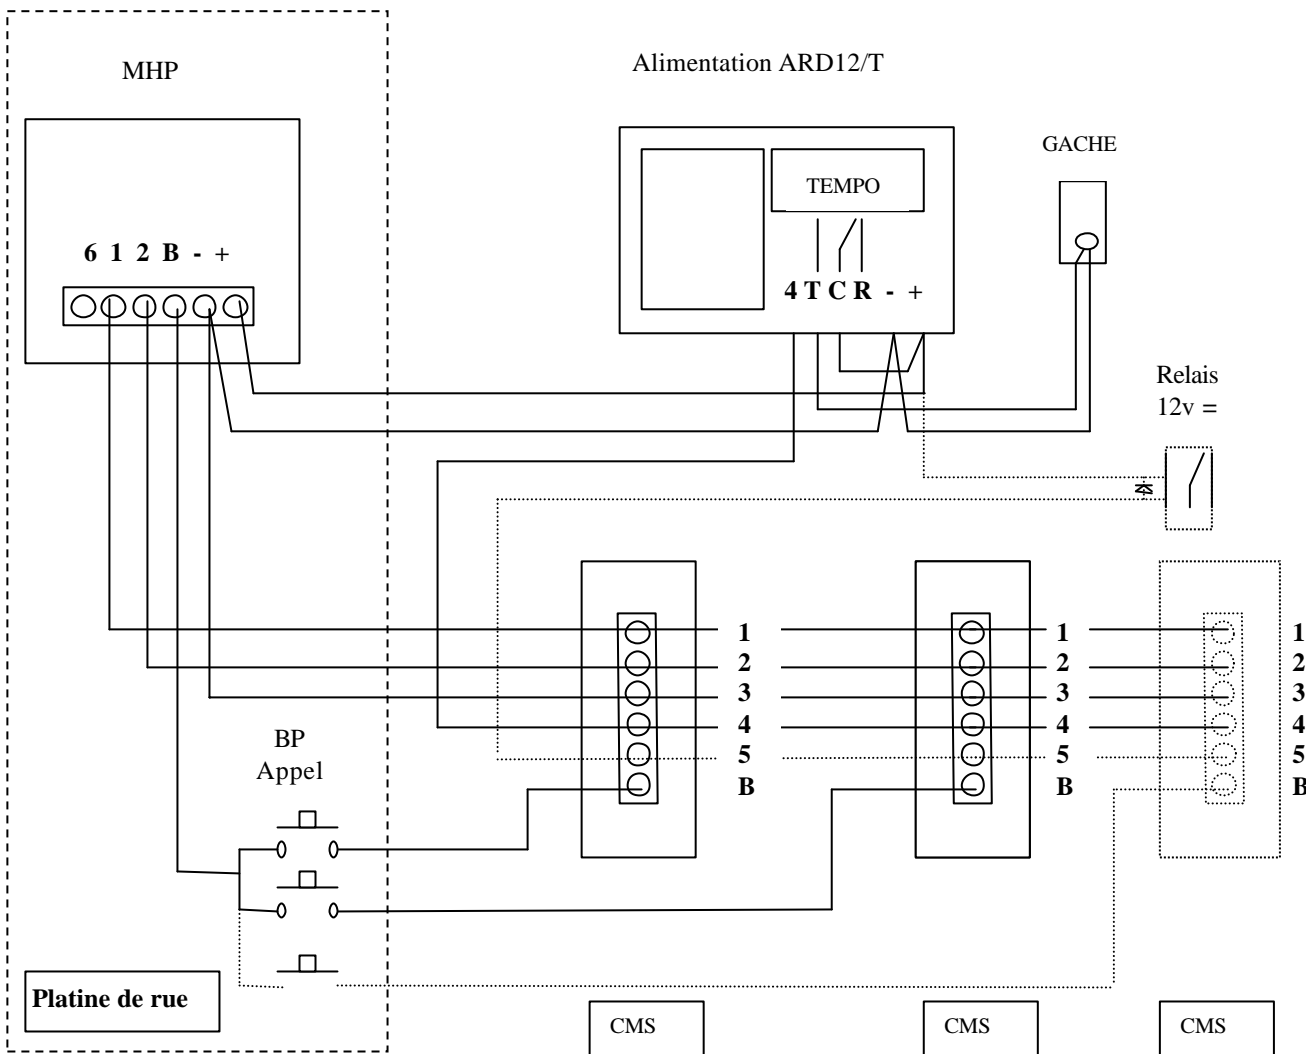 MHP
Alimentation ARD12/T
GACHE
TEMPO
6 1 2 B - +
4 T C R - +
Relais
12v =
1 1 1
2 2 2
3 3 3
4 4 4
5 5 5
B B B
BP
Appel
Platine de rue
CMS CMS CMS